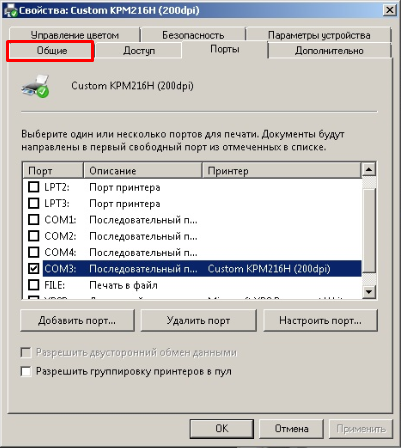 Свойства: Custom KPM216H (200dpi)
Управление цветом Безопасность Параметры устройства
Общие Доступ Порты Дополнительно
Custom KPM216H (200dpi)
Выберите один или несколько портов для печати. Документы будут
направлены в первый свободный порт из отмеченных в списке.
Порт Описание Принтер
LPT2: Порт принтера
LPT3: Порт принтера
COM1: Последовательный п...
COM2: Последовательный п...
COM4: Последовательный п...
COM3: Последовательный п... Custom KPM216H (200dpi)
FILE: Печать в файл
Добавить порт... Удалить порт Настроить порт...
Разрешить двусторонний обмен данными
Разрешить группировку принтеров в пул
OK Отмена Применить